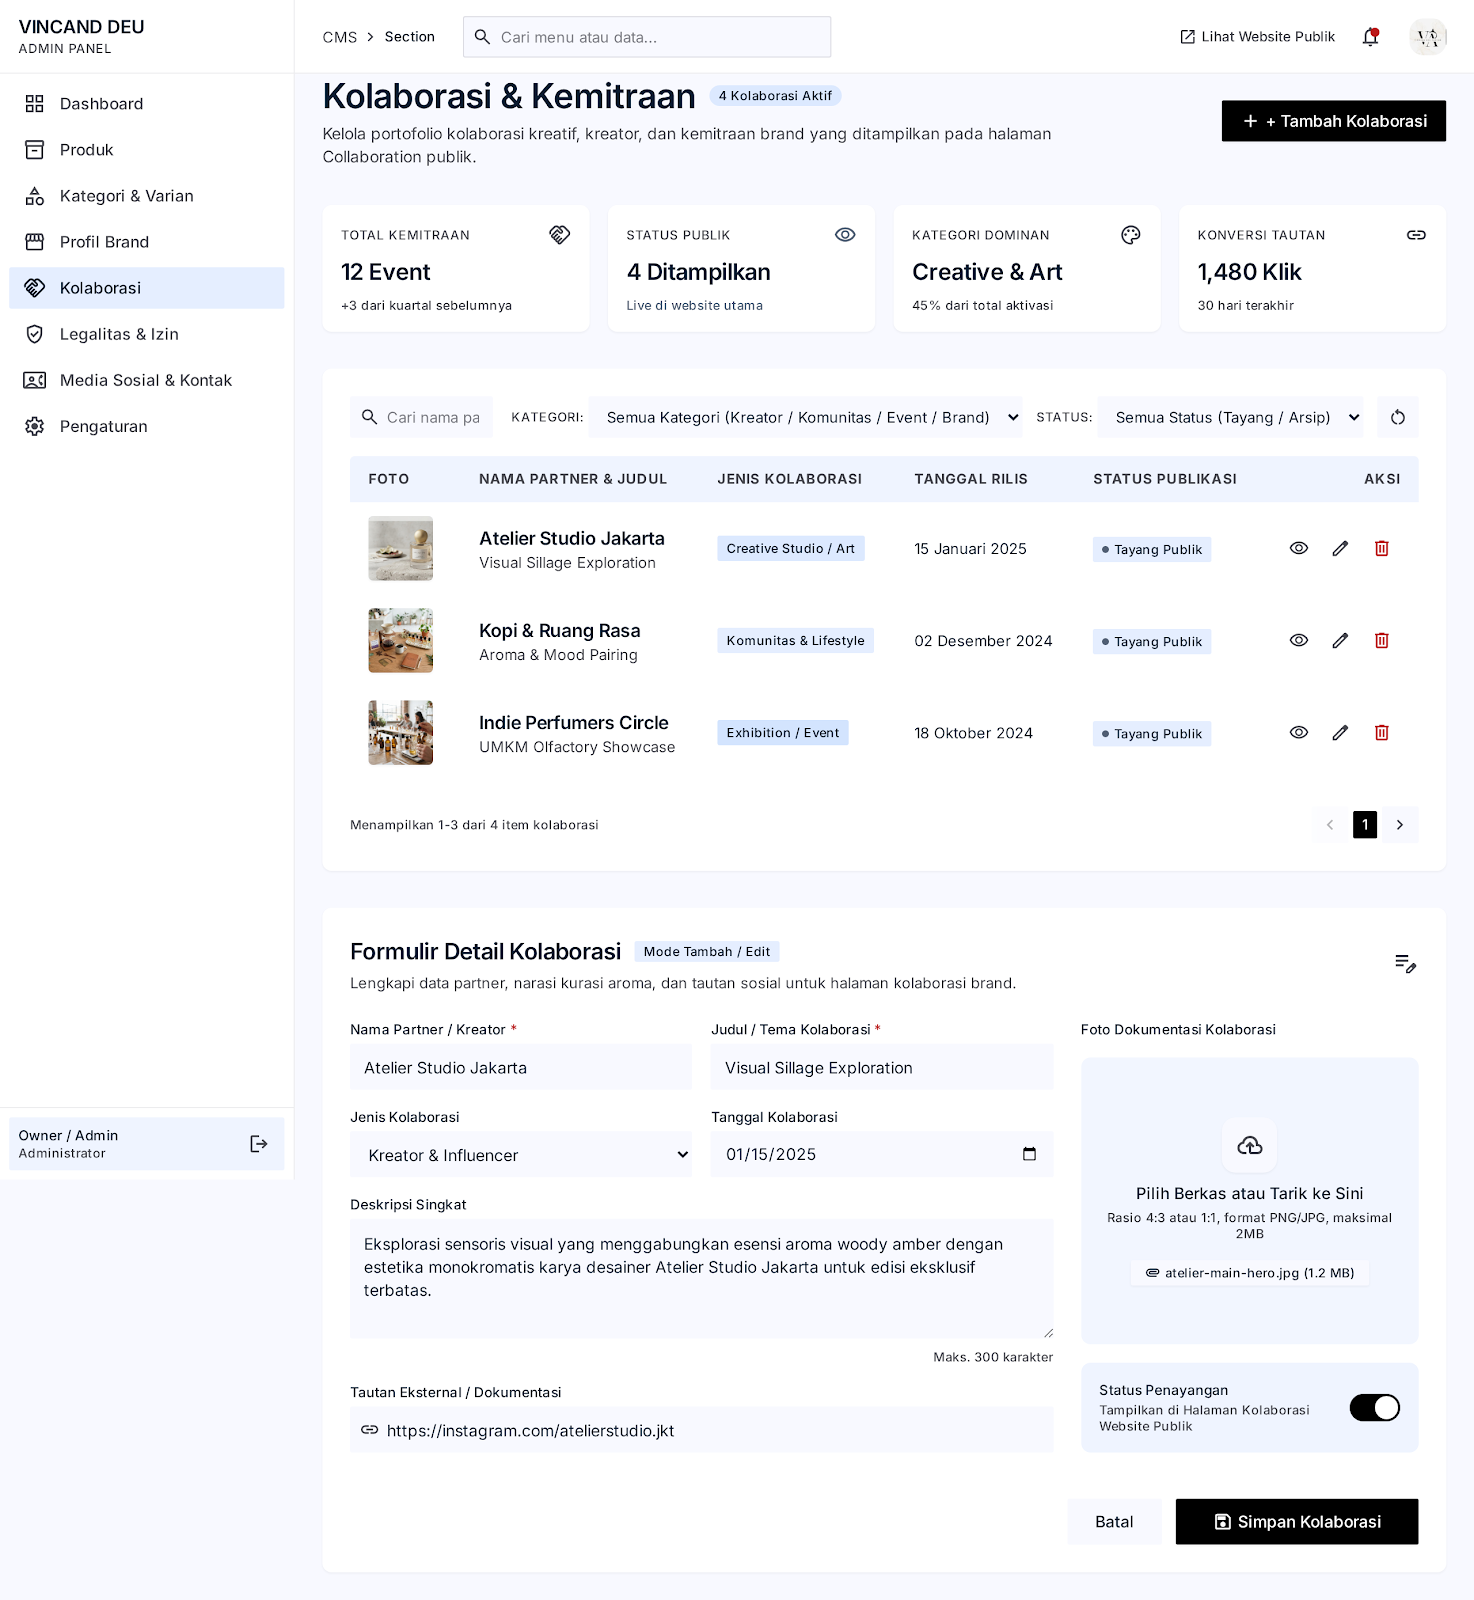 VINCAND DEU
ADMIN PANEL
Dashboard
Produk
Kategori & Varian
Profil Brand
Kolaborasi
Legalitas & Izin
Media Sosial & Kontak
Pengaturan
Owner / Admin
Administrator
CMS
Section
Cari menu atau data...
Lihat Website Publik
Kolaborasi & Kemitraan
4 Kolaborasi Aktif
Kelola portofolio kolaborasi kreatif, kreator, dan kemitraan brand yang ditampilkan pada halaman
Collaboration publik.
+ Tambah Kolaborasi
TOTAL KEMITRAAN
12 Event
+3 dari kuartal sebelumnya
STATUS PUBLIK
4 Ditampilkan
Live di website utama
KATEGORI DOMINAN
Creative & Art
45% dari total aktivasi
KONVERSI TAUTAN
1,480 Klik
30 hari terakhir
Cari nama pa
KATEGORI:
Semua Kategori (Kreator / Komunitas / Event / Brand)
STATUS:
Semua Status (Tayang / Arsip)
FOTO NAMA PARTNER & JUDUL JENIS KOLABORASI TANGGAL RILIS STATUS PUBLIKASI AKSI
Atelier Studio Jakarta
Visual Sillage Exploration
Creative Studio / Art
15 Januari 2025
Tayang Publik
Kopi & Ruang Rasa
Aroma & Mood Pairing
Komunitas & Lifestyle
02 Desember 2024
Tayang Publik
Indie Perfumers Circle
UMKM Olfactory Showcase
Exhibition / Event
18 Oktober 2024
Tayang Publik
Menampilkan 1-3 dari 4 item kolaborasi
1
Formulir Detail Kolaborasi
Mode Tambah / Edit
Lengkapi data partner, narasi kurasi aroma, dan tautan sosial untuk halaman kolaborasi brand.
Nama Partner / Kreator *
Atelier Studio Jakarta
Judul / Tema Kolaborasi *
Visual Sillage Exploration
Jenis Kolaborasi
Kreator & Influencer
Tanggal Kolaborasi
01/15/2025
Deskripsi Singkat
Eksplorasi sensoris visual yang menggabungkan esensi aroma woody amber dengan
estetika monokromatis karya desainer Atelier Studio Jakarta untuk edisi eksklusif
terbatas.
Maks. 300 karakter
Tautan Eksternal / Dokumentasi
https://instagram.com/atelierstudio.jkt
Foto Dokumentasi Kolaborasi
Pilih Berkas atau Tarik ke Sini
Rasio 4:3 atau 1:1, format PNG/JPG, maksimal
2MB
atelier-main-hero.jpg (1.2 MB)
Status Penayangan
Tampilkan di Halaman Kolaborasi
Website Publik
Batal
Simpan Kolaborasi